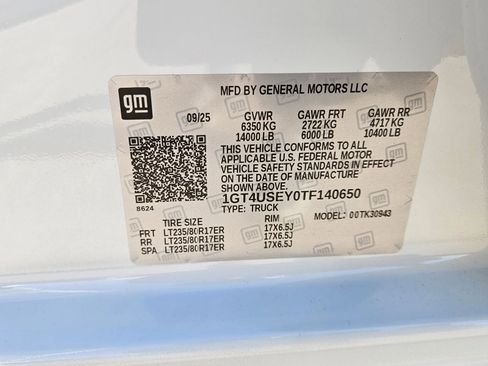 gm
MFD BY GENERAL MOTORS LLC
09/25 GVWR GAWR FRT GAWR RR
6350 KG 2722 KG 4717 KG
14000 LB 6000 LB 10400 LB
THIS VEHICLE CONFORMS TO ALL
APPLICABLE U.S. FEDERAL MOTOR
VEHICLE SAFETY STANDARDS IN EFFECT ON
THE DATE OF MANUFACTURE
SHOWN ABOVE.
1GT4USEY0TF140650
8624 TYPE: TRUCK MODEL: 00TK30943
TIRE SIZE RIM
FRT LT235/80R17ER 17X6.5J
RR LT235/80R17ER 17X6.5J
SPA LT235/80R17ER 17X6.5J